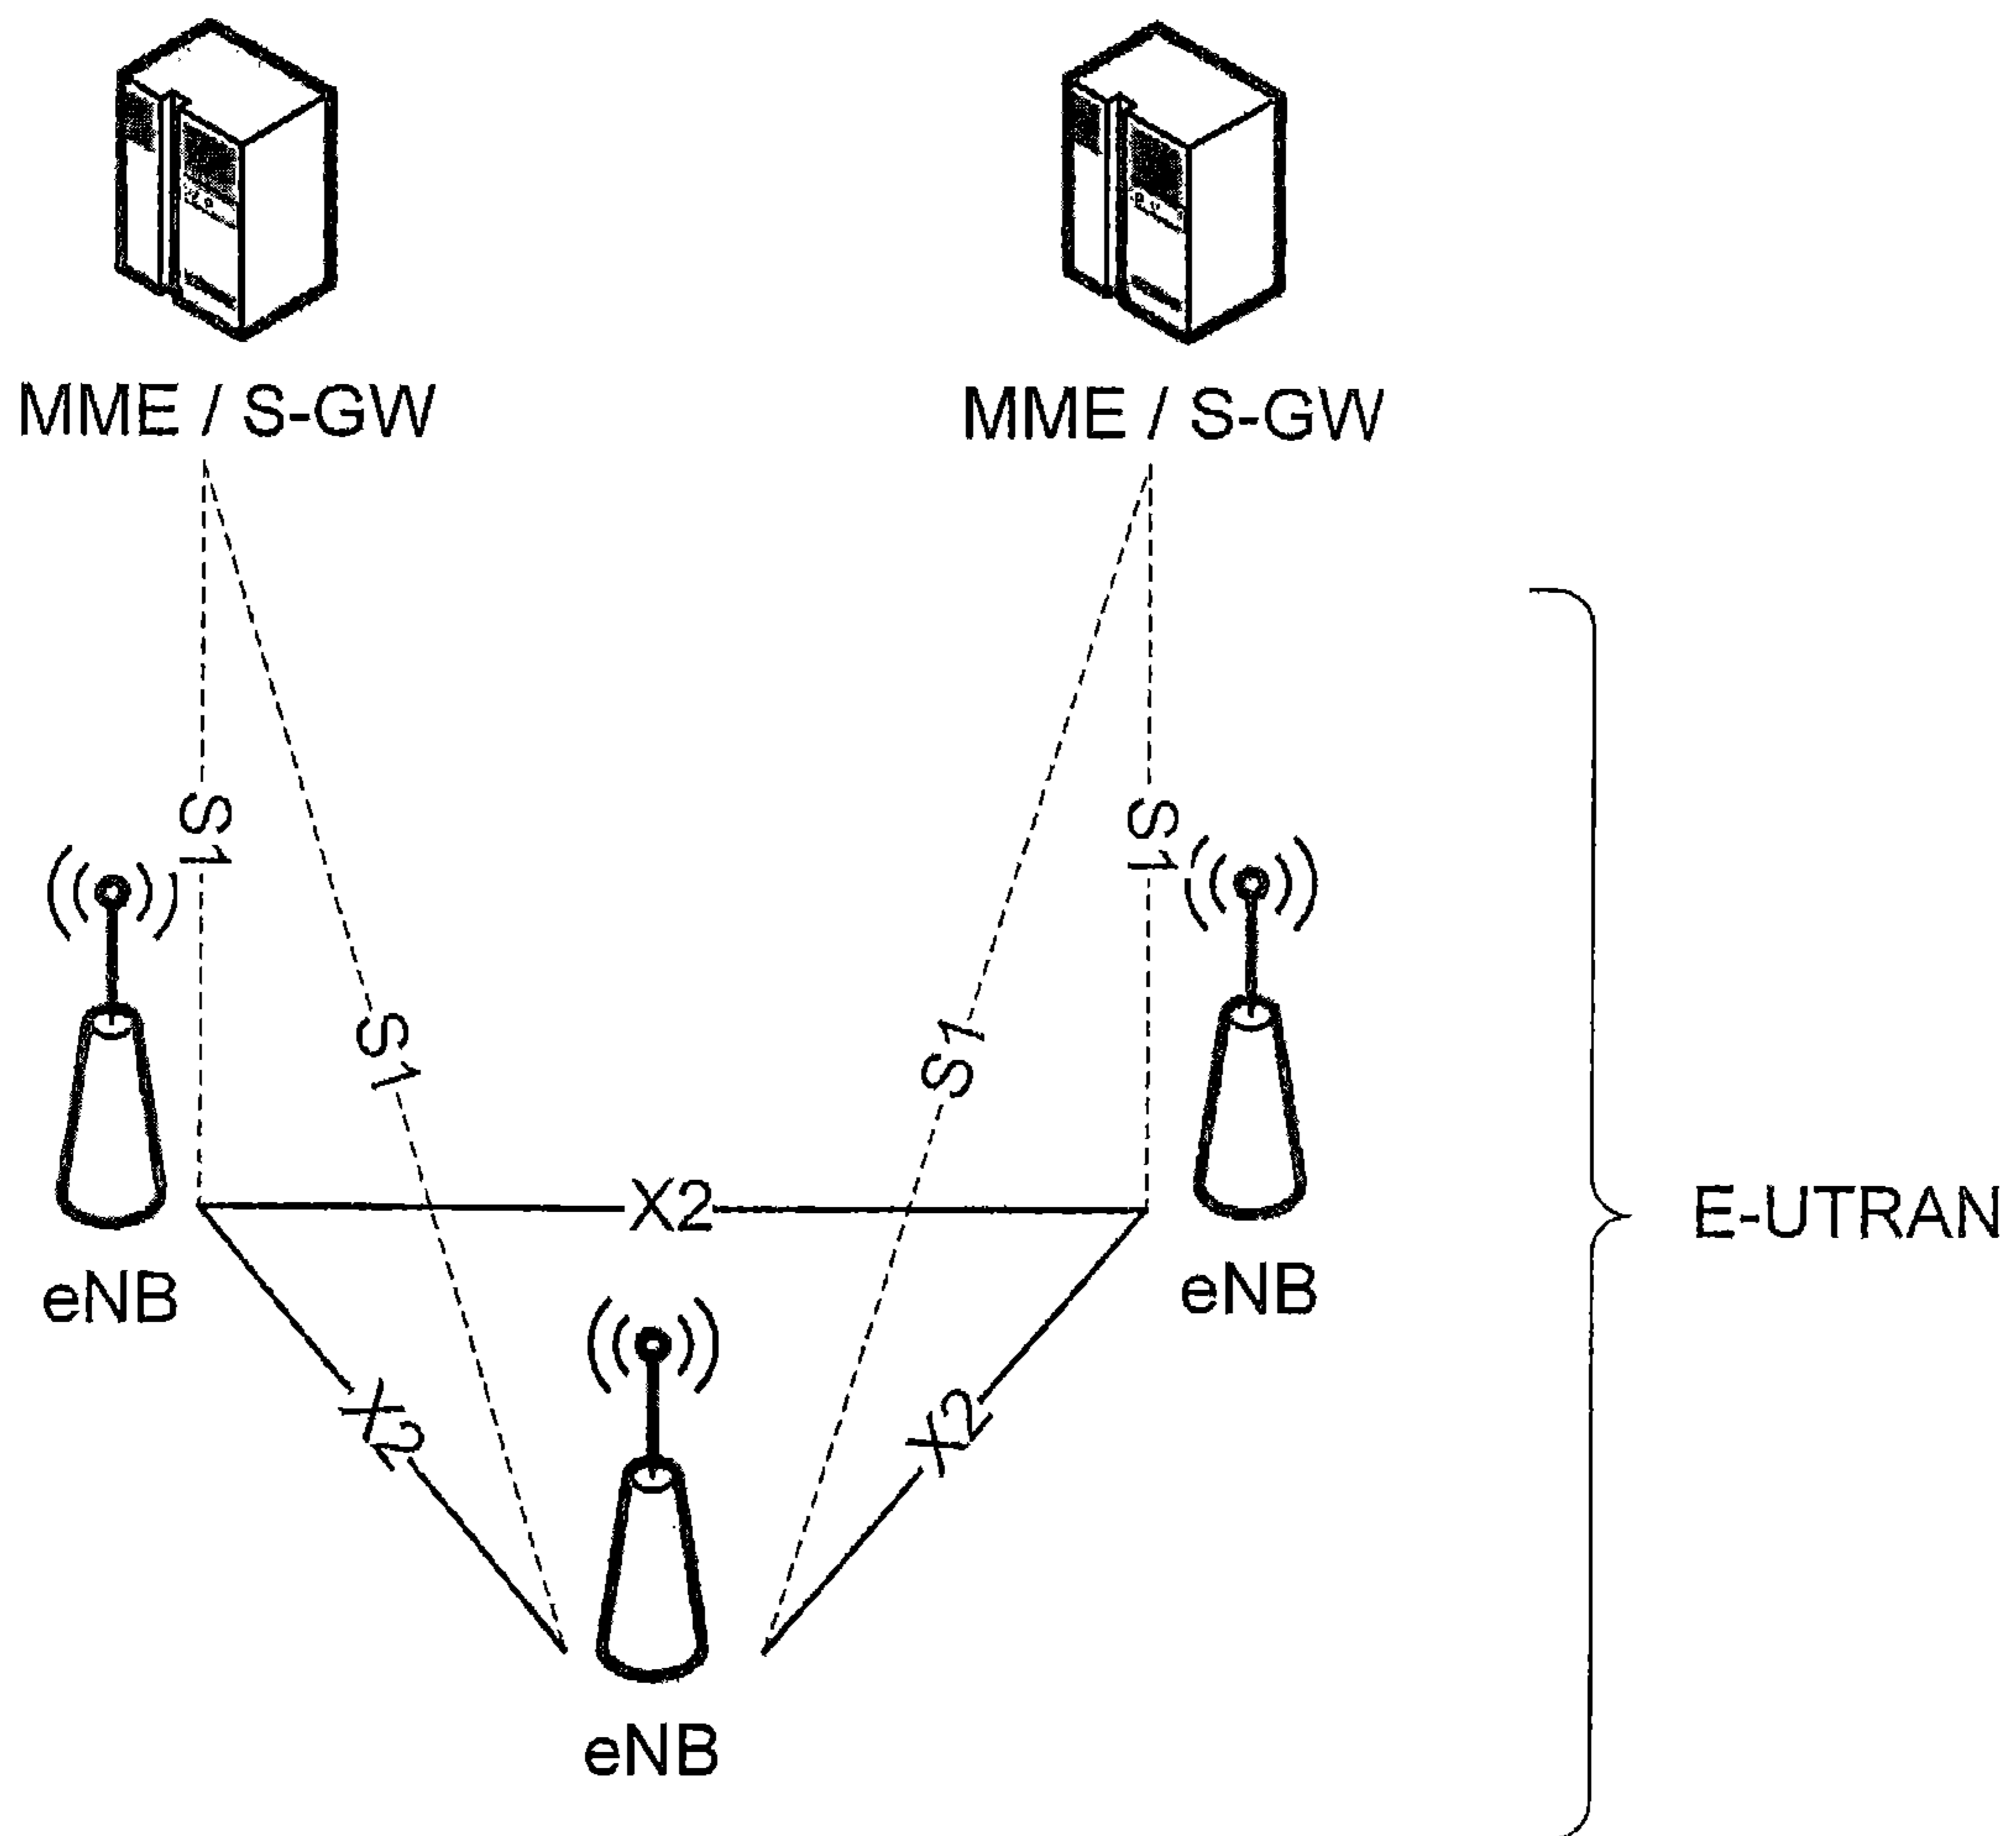 MME / S-GW
MME / S-GW
S1
S1
S1
S1
X2
E-UTRAN
eNB
eNB
X2
X2
eNB